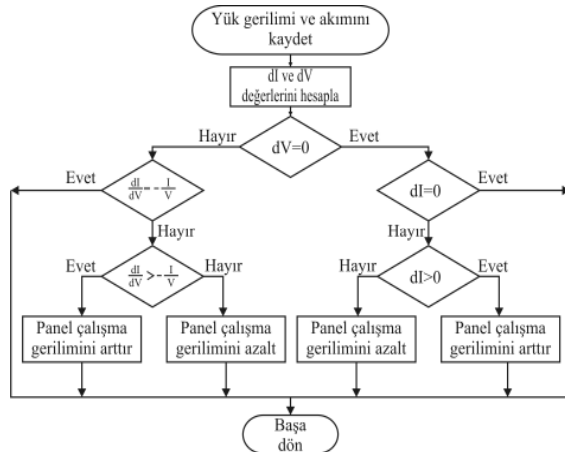 Yük gerilimi ve akımını
kaydet
dI ve dV
değerlerini hesapla
Hayır
dV=0
Evet
Evet
dI/dV = -I/V
dI=0
Evet
Hayır
Hayır
Evet
dI/dV > -I/V
Hayır
Hayır
dI>0
Evet
Panel çalışma
gerilimini arttır
Panel çalışma
gerilimini azalt
Panel çalışma
gerilimini azalt
Panel çalışma
gerilimini arttır
Başa
dön